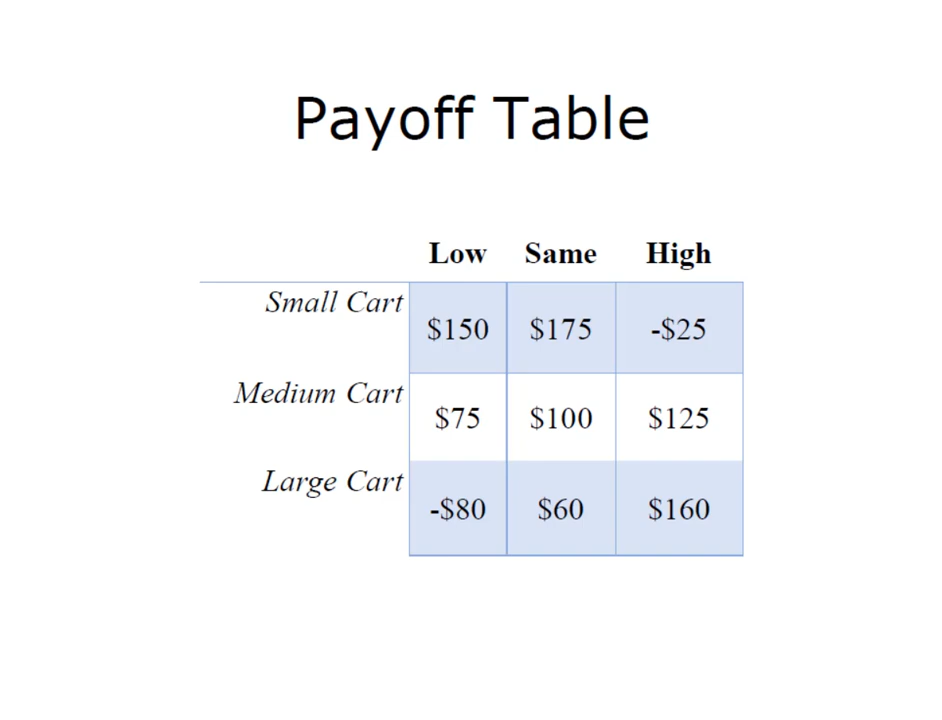 Payoff Table
Low Same High
Small Cart $150 $175 -$25
Medium Cart $75 $100 $125
Large Cart -$80 $60 $160